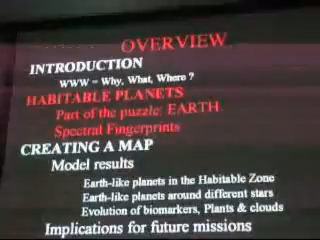 OVERVIEW
INTRODUCTION
WWW = Why, What, Where ?
HABITABLE PLANETS
Part of the puzzle: EARTH
Spectral Fingerprints
CREATING A MAP
Model results
Earth-like planets in the Habitable Zone
Earth-like planets around different stars
Evolution of biomarkers, Plants & clouds
Implications for future missions